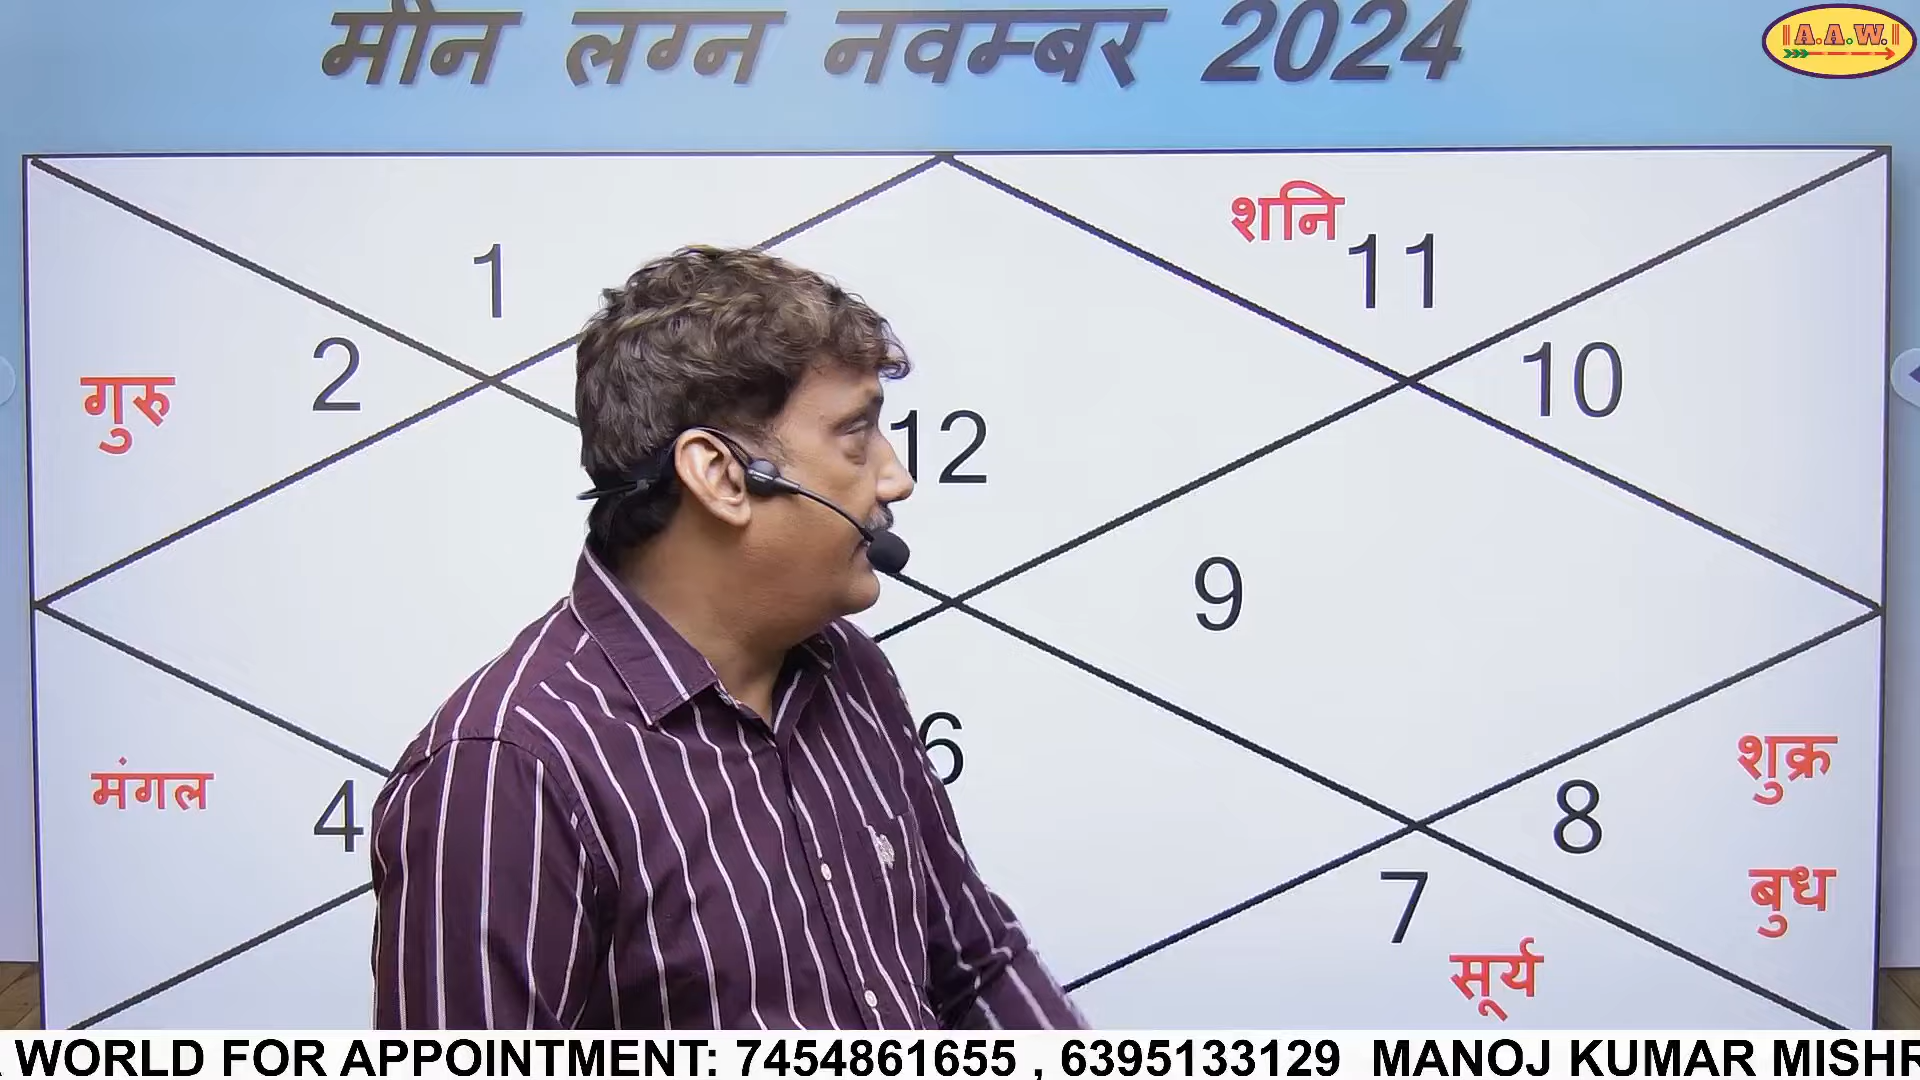 मीन लग्न नवम्बर 2024
A.A.W.
शनि
11
1
10
2
गुरु
12
9
6
शुक्र
मंगल
4
8
बुध
7
सूर्य
WORLD FOR APPOINTMENT: 7454861655 , 6395133129 MANOJ KUMAR MISHR